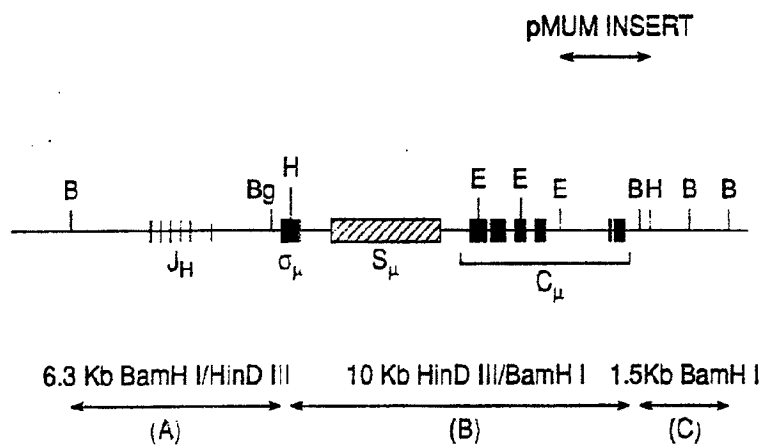 pMUM INSERT
H
B Bg E E E B H B B
J_H σ_μ S_μ C_μ
6.3 Kb BamH I/HinD III 10 Kb HinD III/BamH I 1.5Kb BamH I
(A) (B) (C)